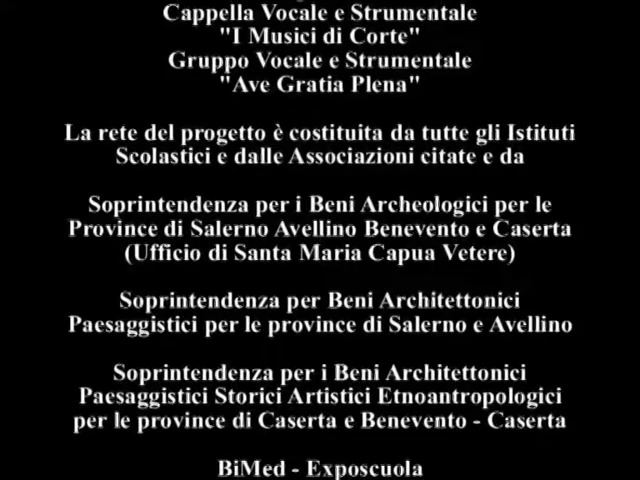 Cappella Vocale e Strumentale
"I Musici di Corte"
Gruppo Vocale e Strumentale
"Ave Gratia Plena"
La rete del progetto è costituita da tutte gli Istituti
Scolastici e dalle Associazioni citate e da
Soprintendenza per i Beni Archeologici per le
Province di Salerno Avellino Benevento e Caserta
(Ufficio di Santa Maria Capua Vetere)
Soprintendenza per Beni Architettonici
Paesaggistici per le province di Salerno e Avellino
Soprintendenza per i Beni Architettonici
Paesaggistici Storici Artistici Etnoantropologici
per le province di Caserta e Benevento - Caserta
BiMed - Exposcuola